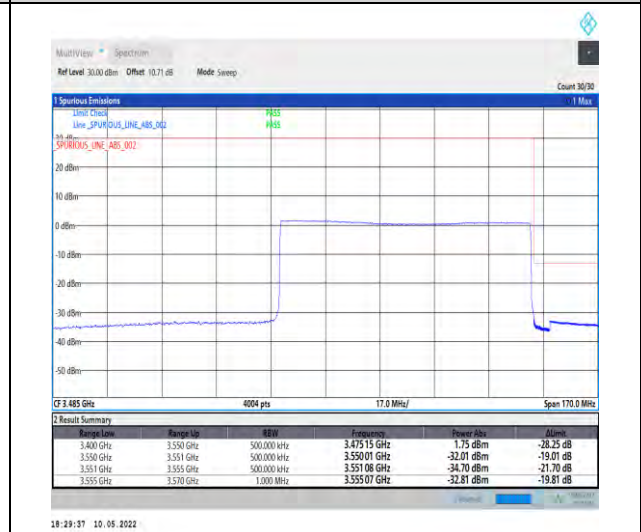 MultiView Spectrum
Ref Level 30.00 dBm Offset 10.71 dB Mode Sweep
Count 30/30
1 Spurious Emissions 1 Max
Limit Check PASS
Line _SPURIOUS_LINE_ABS_002 PASS
_SPURIOUS_LINE_ABS_002
20 dBm
10 dBm
0 dBm
-10 dBm
-20 dBm
-30 dBm
-40 dBm
-50 dBm
CF 3.485 GHz 4004 pts 17.0 MHz/ Span 170.0 MHz
2 Result Summary
Range Low Range Up RBW Frequency Power Abs ΔLimit
3.400 GHz 3.550 GHz 500.000 kHz 3.475 15 GHz 1.75 dBm -28.25 dB
3.550 GHz 3.551 GHz 500.000 kHz 3.550 01 GHz -32.01 dBm -19.01 dB
3.551 GHz 3.555 GHz 500.000 kHz 3.551 08 GHz -34.70 dBm -21.70 dB
3.555 GHz 3.570 GHz 1.000 MHz 3.555 07 GHz -32.81 dBm -19.81 dB
18:29:37 10.05.2022